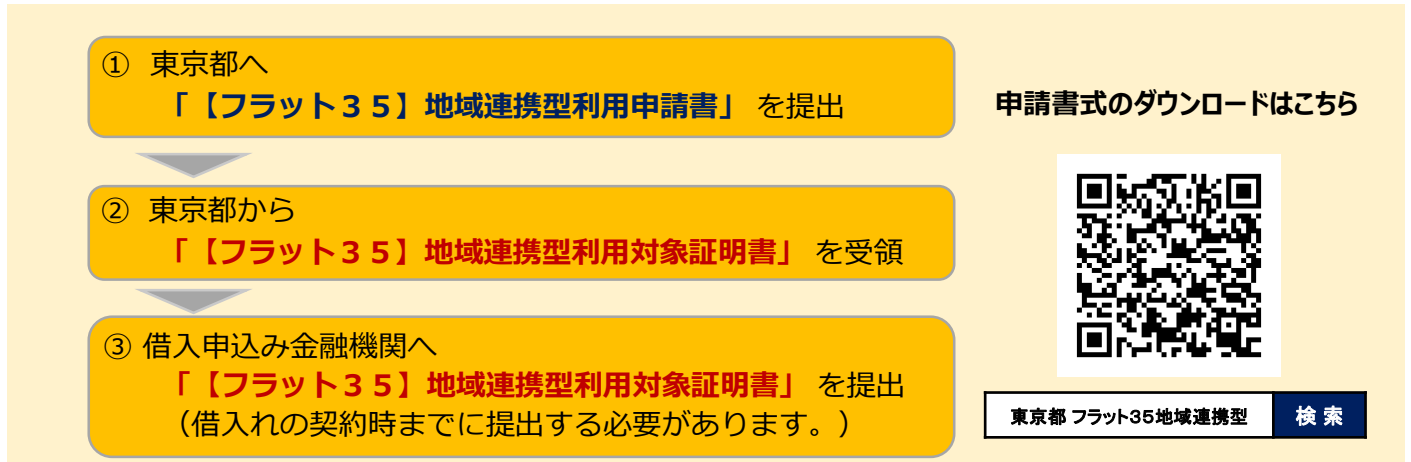 ① 東京都へ
「【フラット３５】地域連携型利用申請書」 を提出
② 東京都から
「【フラット３５】地域連携型利用対象証明書」 を受領
③ 借入申込み金融機関へ
「【フラット３５】地域連携型利用対象証明書」 を提出
（借入れの契約時までに提出する必要があります。）
申請書式のダウンロードはこちら
東京都 フラット35地域連携型 検 索